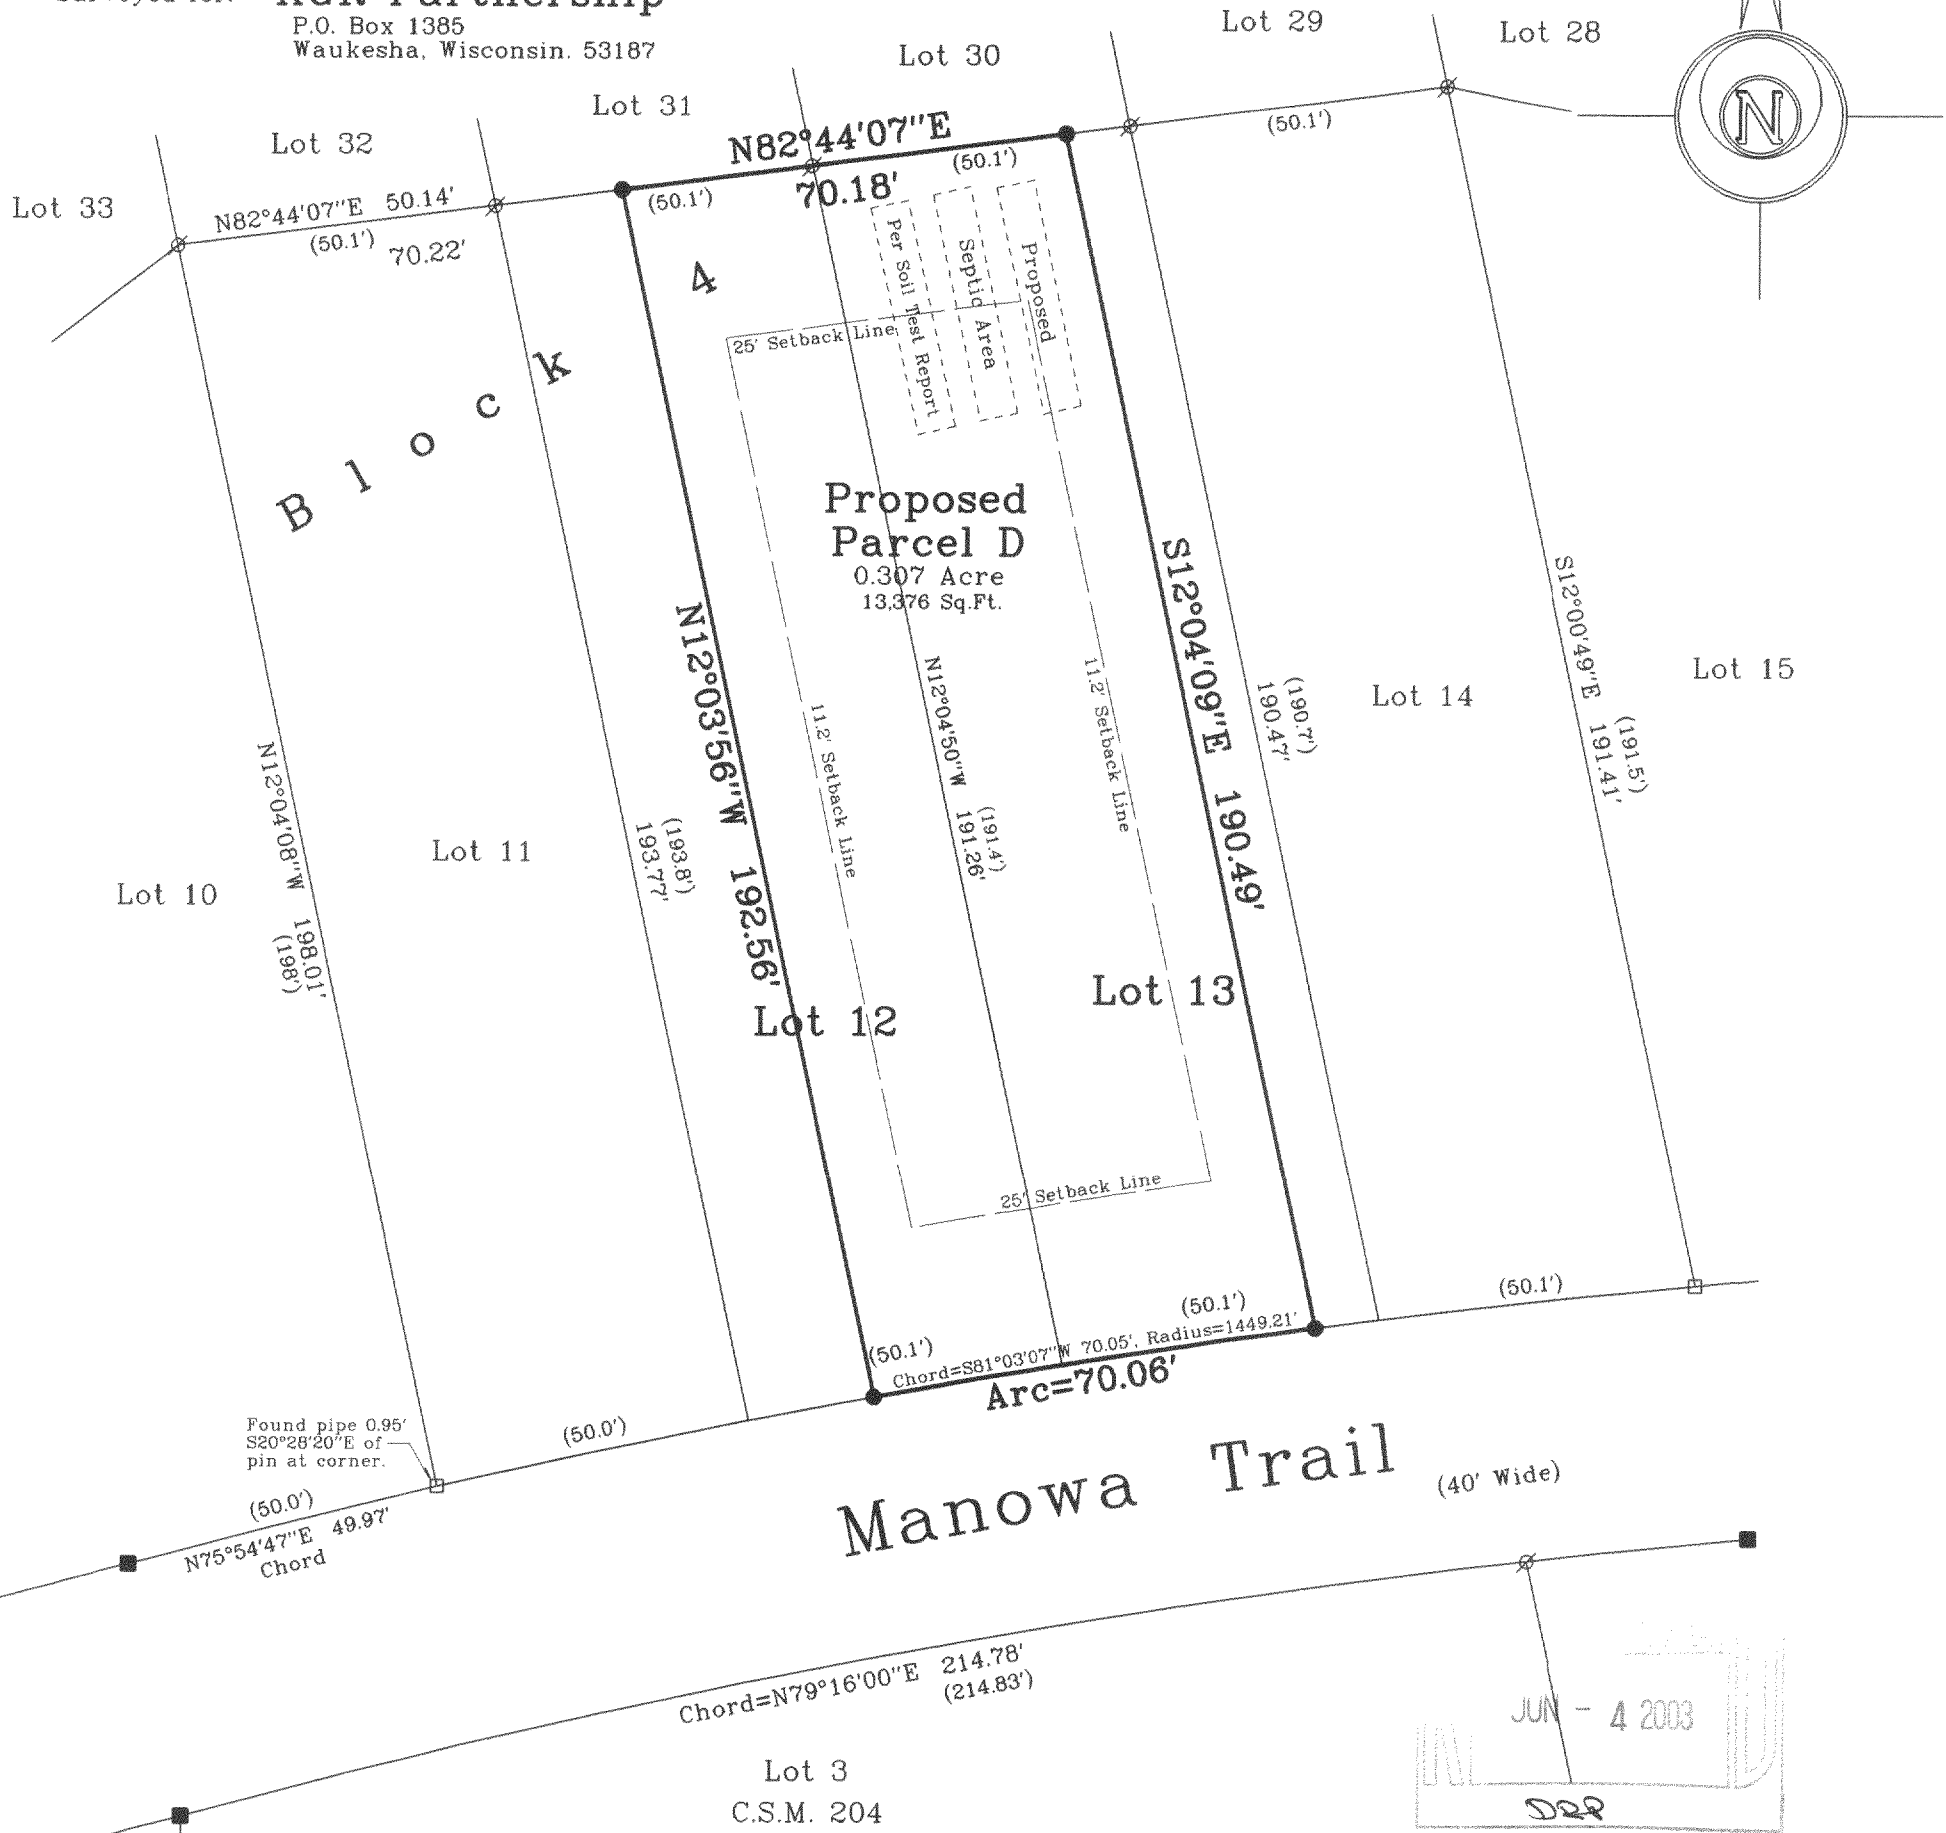 Partnership
P.O. Box 1385
Waukesha, Wisconsin. 53187
Lot 33
Lot 32
Lot 31
Lot 30
Lot 29
Lot 28
N
N82°44'07"E 50.14'
(50.1')
70.22'
N82°44'07"E
(50.1')
70.18'
(50.1')
(50.1')
Block 4
Per Soil Test Report
Septic Area
Proposed
25' Setback Line
Proposed
Parcel D
0.307 Acre
13,376 Sq.Ft.
N12°04'08"W 198.01'
(198')
(193.8')
193.77'
N12°03'56"W 192.56'
11.2' Setback Line
N12°04'50"W 191.26'
(191.4')
11.2' Setback Line
S12°04'09"E 190.49'
(190.7')
190.47'
S12°00'49"E 191.41'
(191.5')
Lot 10
Lot 11
Lot 12
Lot 13
Lot 14
Lot 15
25' Setback Line
(50.1')
(50.1')
(50.1')
Chord=S81°03'07"W 70.05', Radius=1449.21'
Arc=70.06'
Found pipe 0.95'
S20°28'20"E of
pin at corner.
(50.0')
(50.0')
N75°54'47"E 49.97'
Chord
Manowa Trail (40' Wide)
Chord=N79°16'00"E 214.78'
(214.83')
Lot 3
C.S.M. 204
JUN - 4 2003